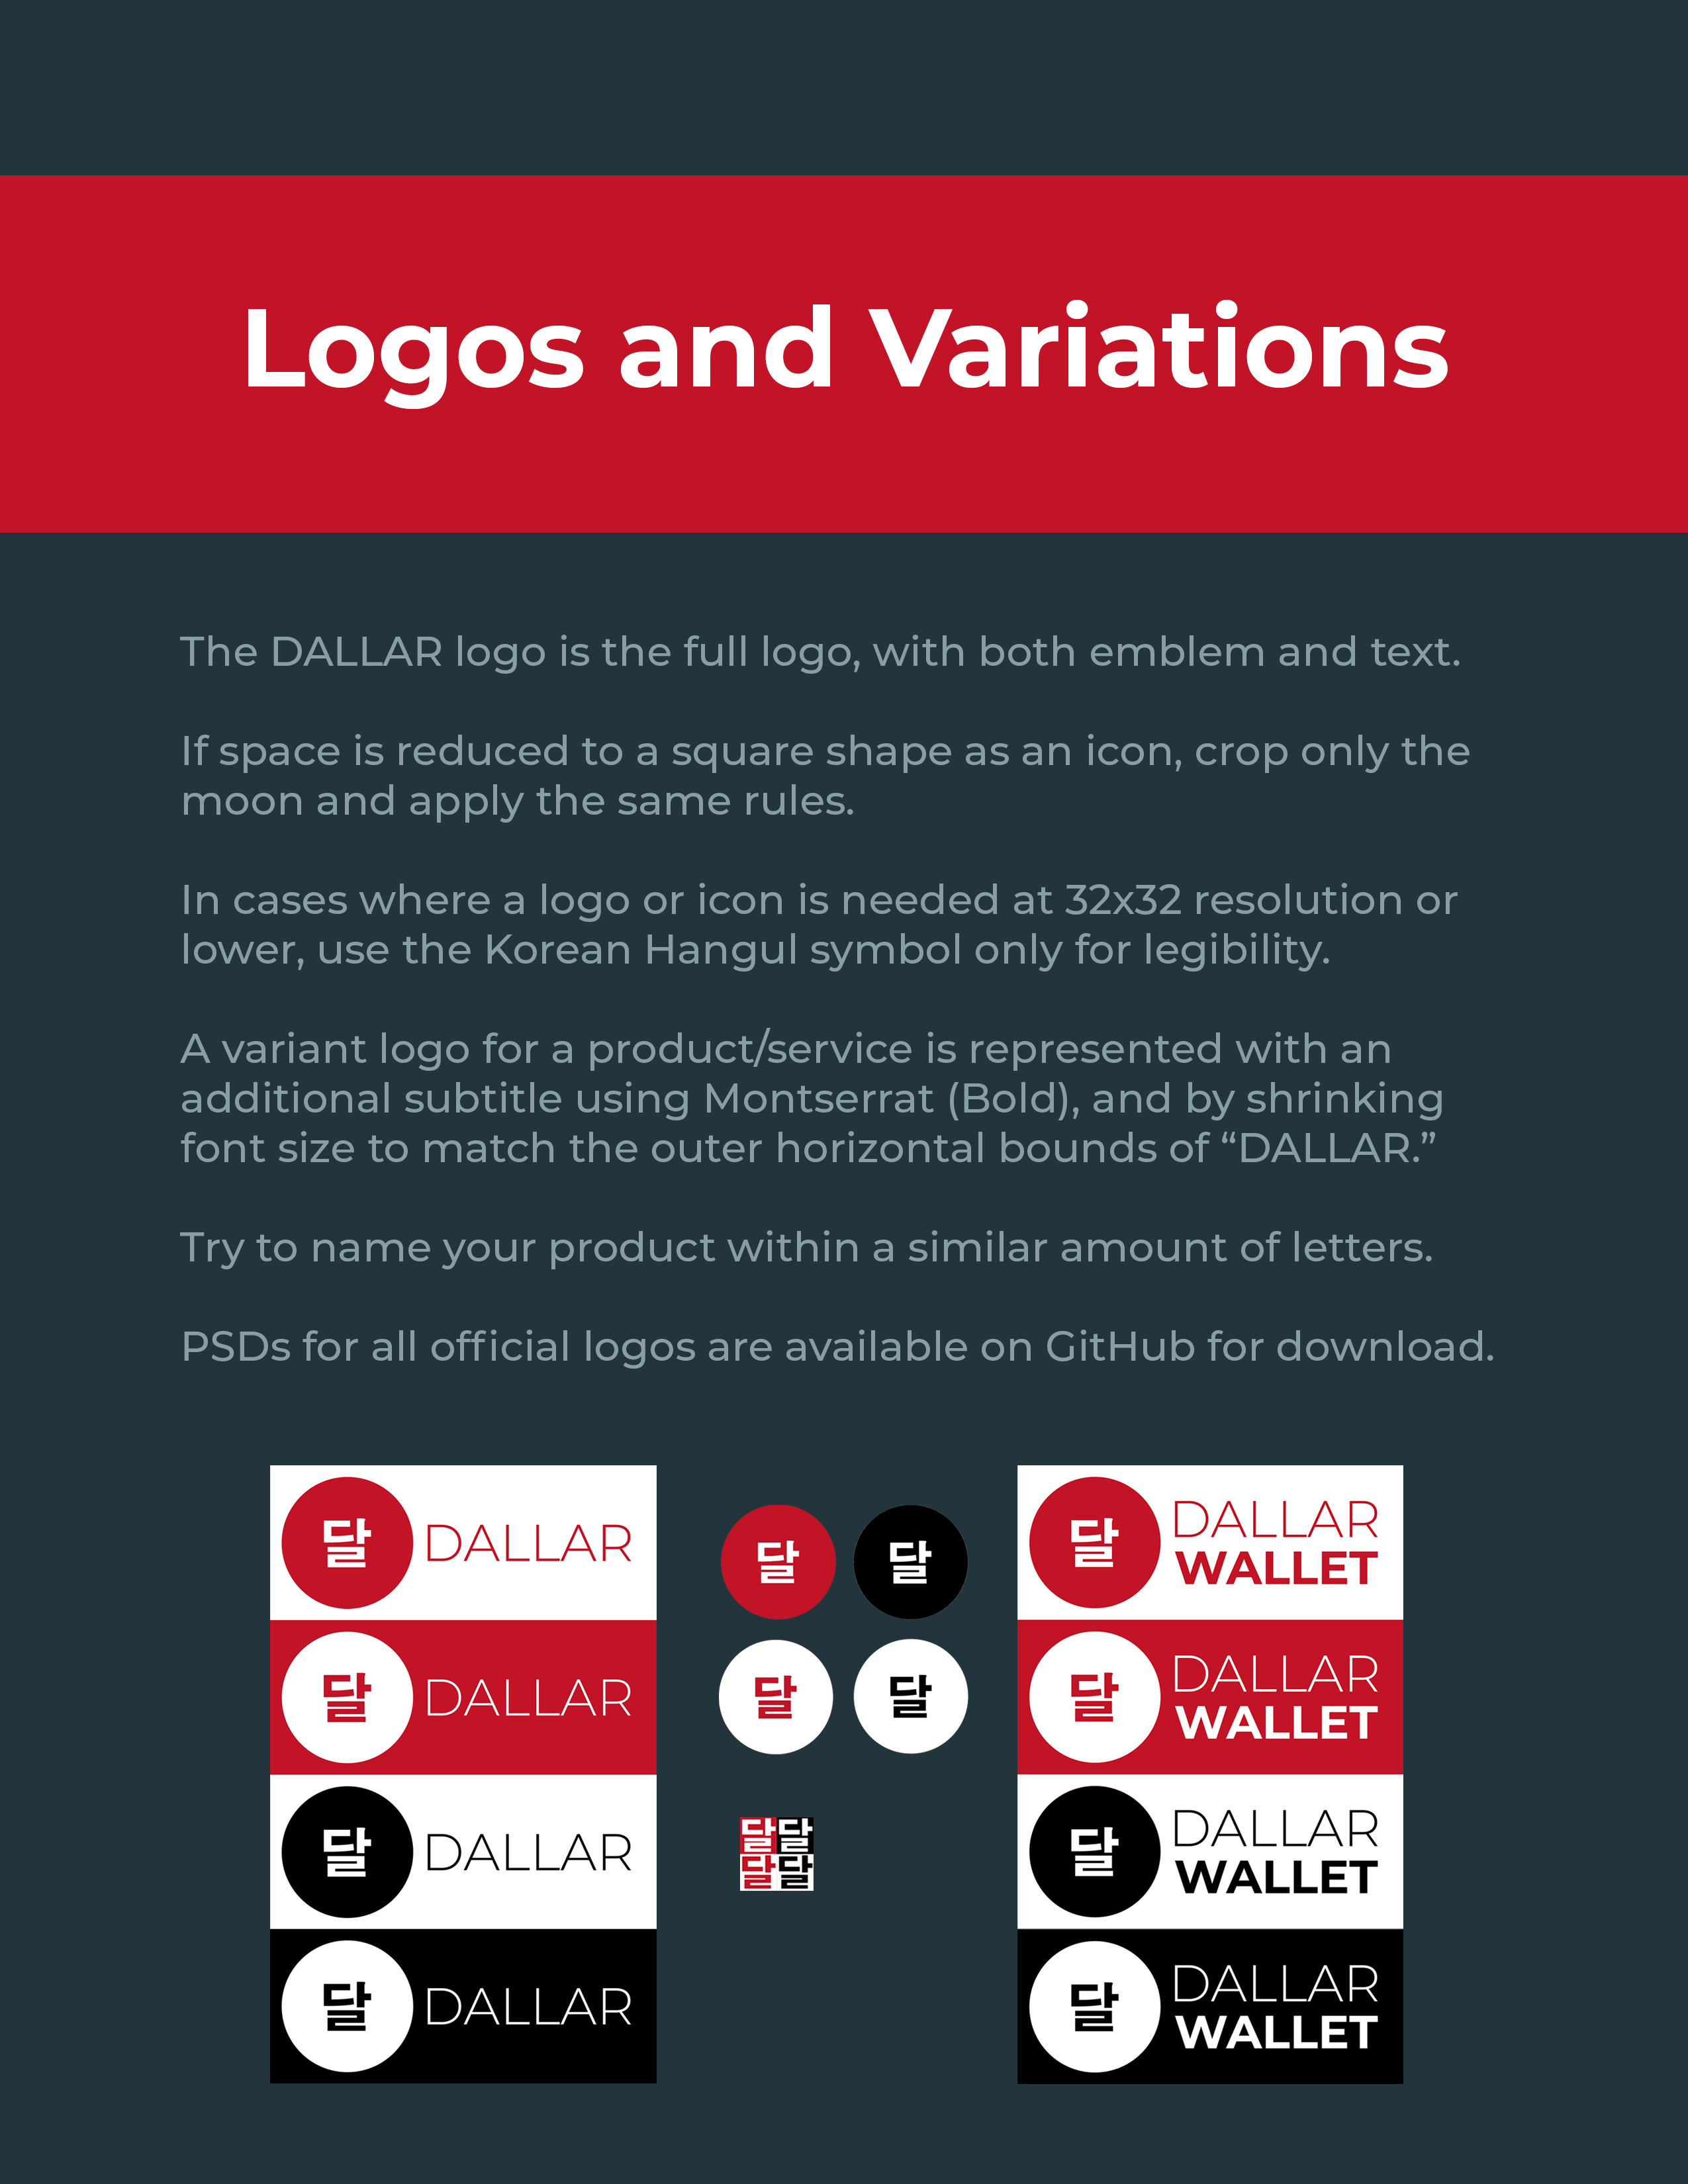 Logos and Variations
The DALLAR logo is the full logo, with both emblem and text.
If space is reduced to a square shape as an icon, crop only the
moon and apply the same rules.
In cases where a logo or icon is needed at 32x32 resolution or
lower, use the Korean Hangul symbol only for legibility.
A variant logo for a product/service is represented with an
additional subtitle using Montserrat (Bold), and by shrinking
font size to match the outer horizontal bounds of “DALLAR.”
Try to name your product within a similar amount of letters.
PSDs for all official logos are available on GitHub for download.
달 DALLAR
달 DALLAR
달 DALLAR
달 DALLAR
달 달
달 달
달달
달달
달 DALLAR
WALLET
달 DALLAR
WALLET
달 DALLAR
WALLET
달 DALLAR
WALLET